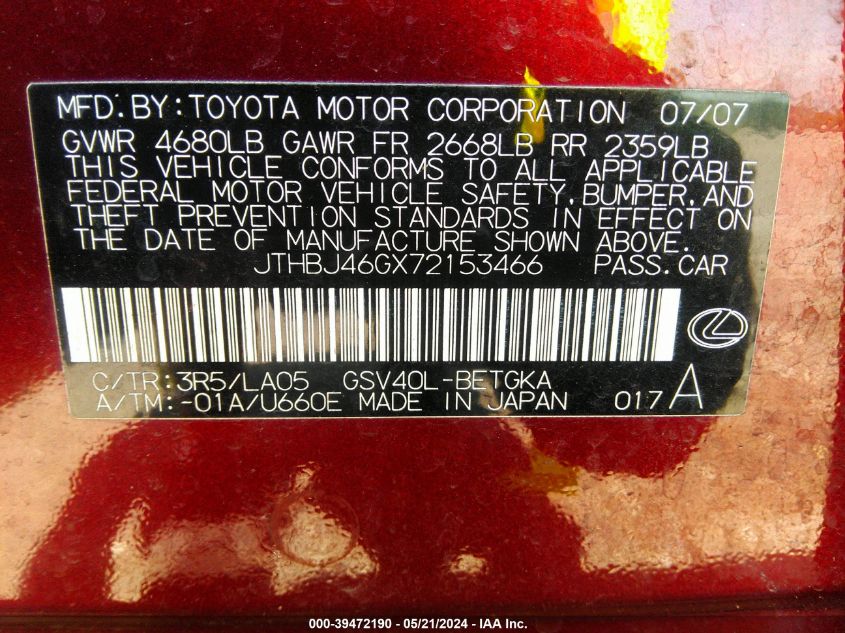 MFD.BY:TOYOTA MOTOR CORPORATION 07/07
GVWR 4680LB GAWR FR 2668LB RR 2359LB
THIS VEHICLE CONFORMS TO ALL APPLICABLE
FEDERAL MOTOR VEHICLE SAFETY,BUMPER,AND
THEFT PREVENTION STANDARDS IN EFFECT ON
THE DATE OF MANUFACTURE SHOWN ABOVE.
JTHBJ46GX72153466 PASS.CAR
C/TR:3R5/LA05 GSV40L-BETGKA
A/TM:-01A/U660E MADE IN JAPAN 017A
000-39472190 - 05/21/2024 - IAA Inc.